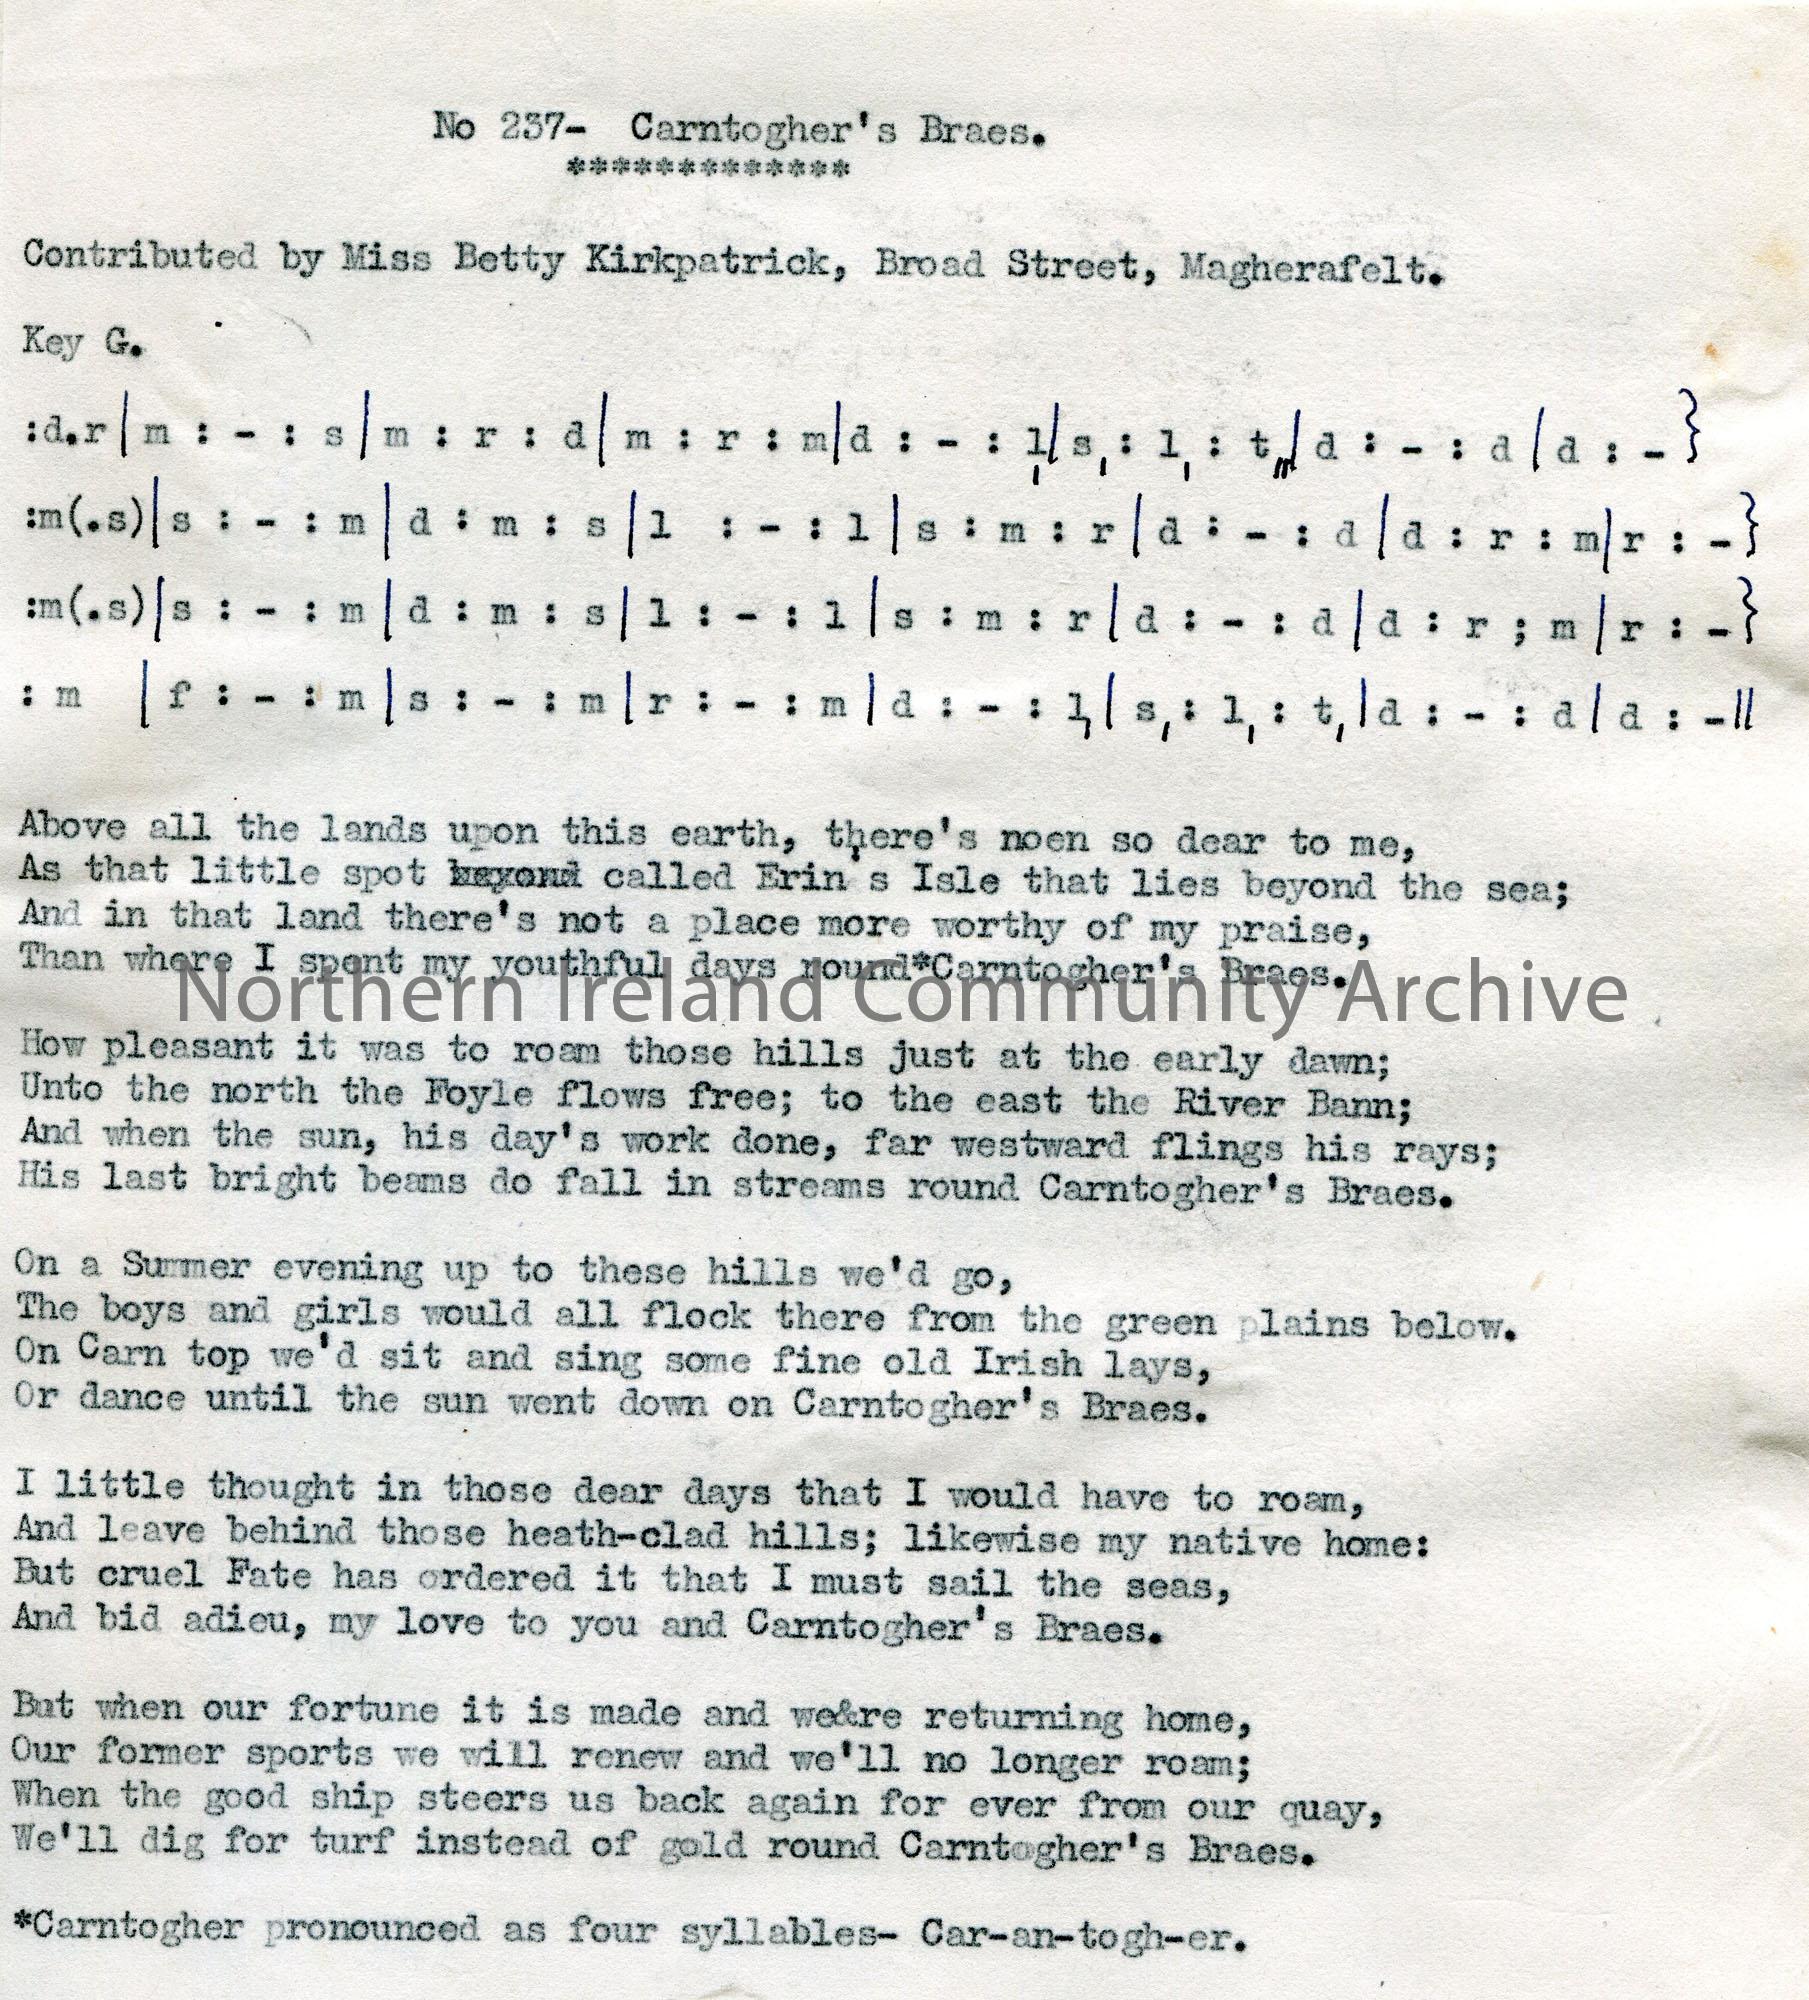 No 237- Carntogher's Braes.
*************
Contributed by Miss Betty Kirkpatrick, Broad Street, Magherafelt.
Key G.
:d.r|m : - : s|m : r : d|m : r : m|d : - : l,|s, : l, : t,,|d : - : d|d : -}
:m(.s)|s : - : m|d : m : s|l : - : l|s : m : r|d : - : d|d : r : m|r : -}
:m(.s)|s : - : m|d : m : s|l : - : l|s : m : r|d : - : d|d : r ; m|r : -}
: m |f : - : m|s : - : m|r : - : m|d : - : l,|s, : l, : t,|d : - : d|d : -||
Above all the lands upon this earth, there's noen so dear to me,
As that little spot beyond called Erin's Isle that lies beyond the sea;
And in that land there's not a place more worthy of my praise,
Than where I spent my youthful days round*Carntogher's Braes.
Northern Ireland Community Archive
How pleasant it was to roam those hills just at the early dawn;
Unto the north the Foyle flows free; to the east the River Bann;
And when the sun, his day's work done, far westward flings his rays;
His last bright beams do fall in streams round Carntogher's Braes.
On a Summer evening up to these hills we'd go,
The boys and girls would all flock there from the green plains below.
On Carn top we'd sit and sing some fine old Irish lays,
Or dance until the sun went down on Carntogher's Braes.
I little thought in those dear days that I would have to roam,
And leave behind those heath-clad hills; likewise my native home:
But cruel Fate has ordered it that I must sail the seas,
And bid adieu, my love to you and Carntogher's Braes.
But when our fortune it is made and we&re returning home,
Our former sports we will renew and we'll no longer roam;
When the good ship steers us back again for ever from our quay,
We'll dig for turf instead of gold round Carntogher's Braes.
*Carntogher pronounced as four syllables- Car-an-togh-er.